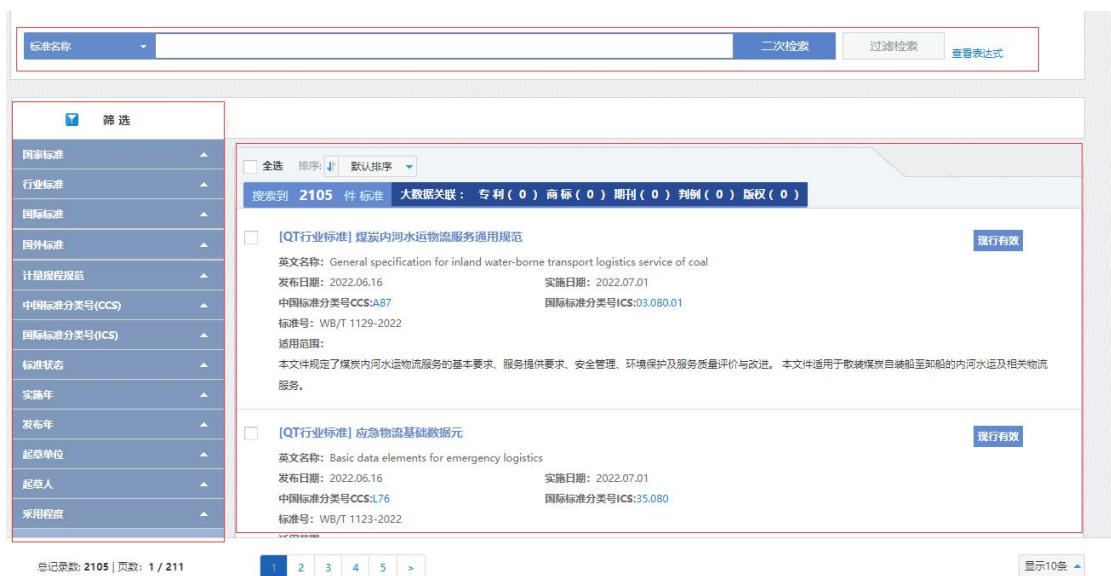 标准名称
二次检索
过滤检索
查看表达式
筛选
国家标准
行业标准
国际标准
国外标准
计量规程规范
中国标准分类号(CCS)
国际标准分类号(ICS)
标准状态
实施年
发布年
起草单位
起草人
采用程度
全选 排序: 默认排序
搜索到 2105 件 标准 大数据关联： 专利(0) 商标(0) 期刊(0) 判例(0) 版权(0)
[QT行业标准] 煤炭内河水运物流服务通用规范
现行有效
英文名称：General specification for inland water-borne transport logistics service of coal
发布日期：2022.06.16 实施日期：2022.07.01
中国标准分类号CCS:A87 国际标准分类号ICS:03.080.01
标准号：WB/T 1129-2022
适用范围：
本文件规定了煤炭内河水运物流服务的基本要求、服务提供要求、安全管理、环境保护及服务质量评价与改进。 本文件适用于散装煤炭自装船至卸船的内河水运及相关物流
服务。
[QT行业标准] 应急物流基础数据元
现行有效
英文名称：Basic data elements for emergency logistics
发布日期：2022.06.16 实施日期：2022.07.01
中国标准分类号CCS:L76 国际标准分类号ICS:35.080
标准号：WB/T 1123-2022
总记录数: 2105 | 页数：1 / 211
1 2 3 4 5 >
显示10条